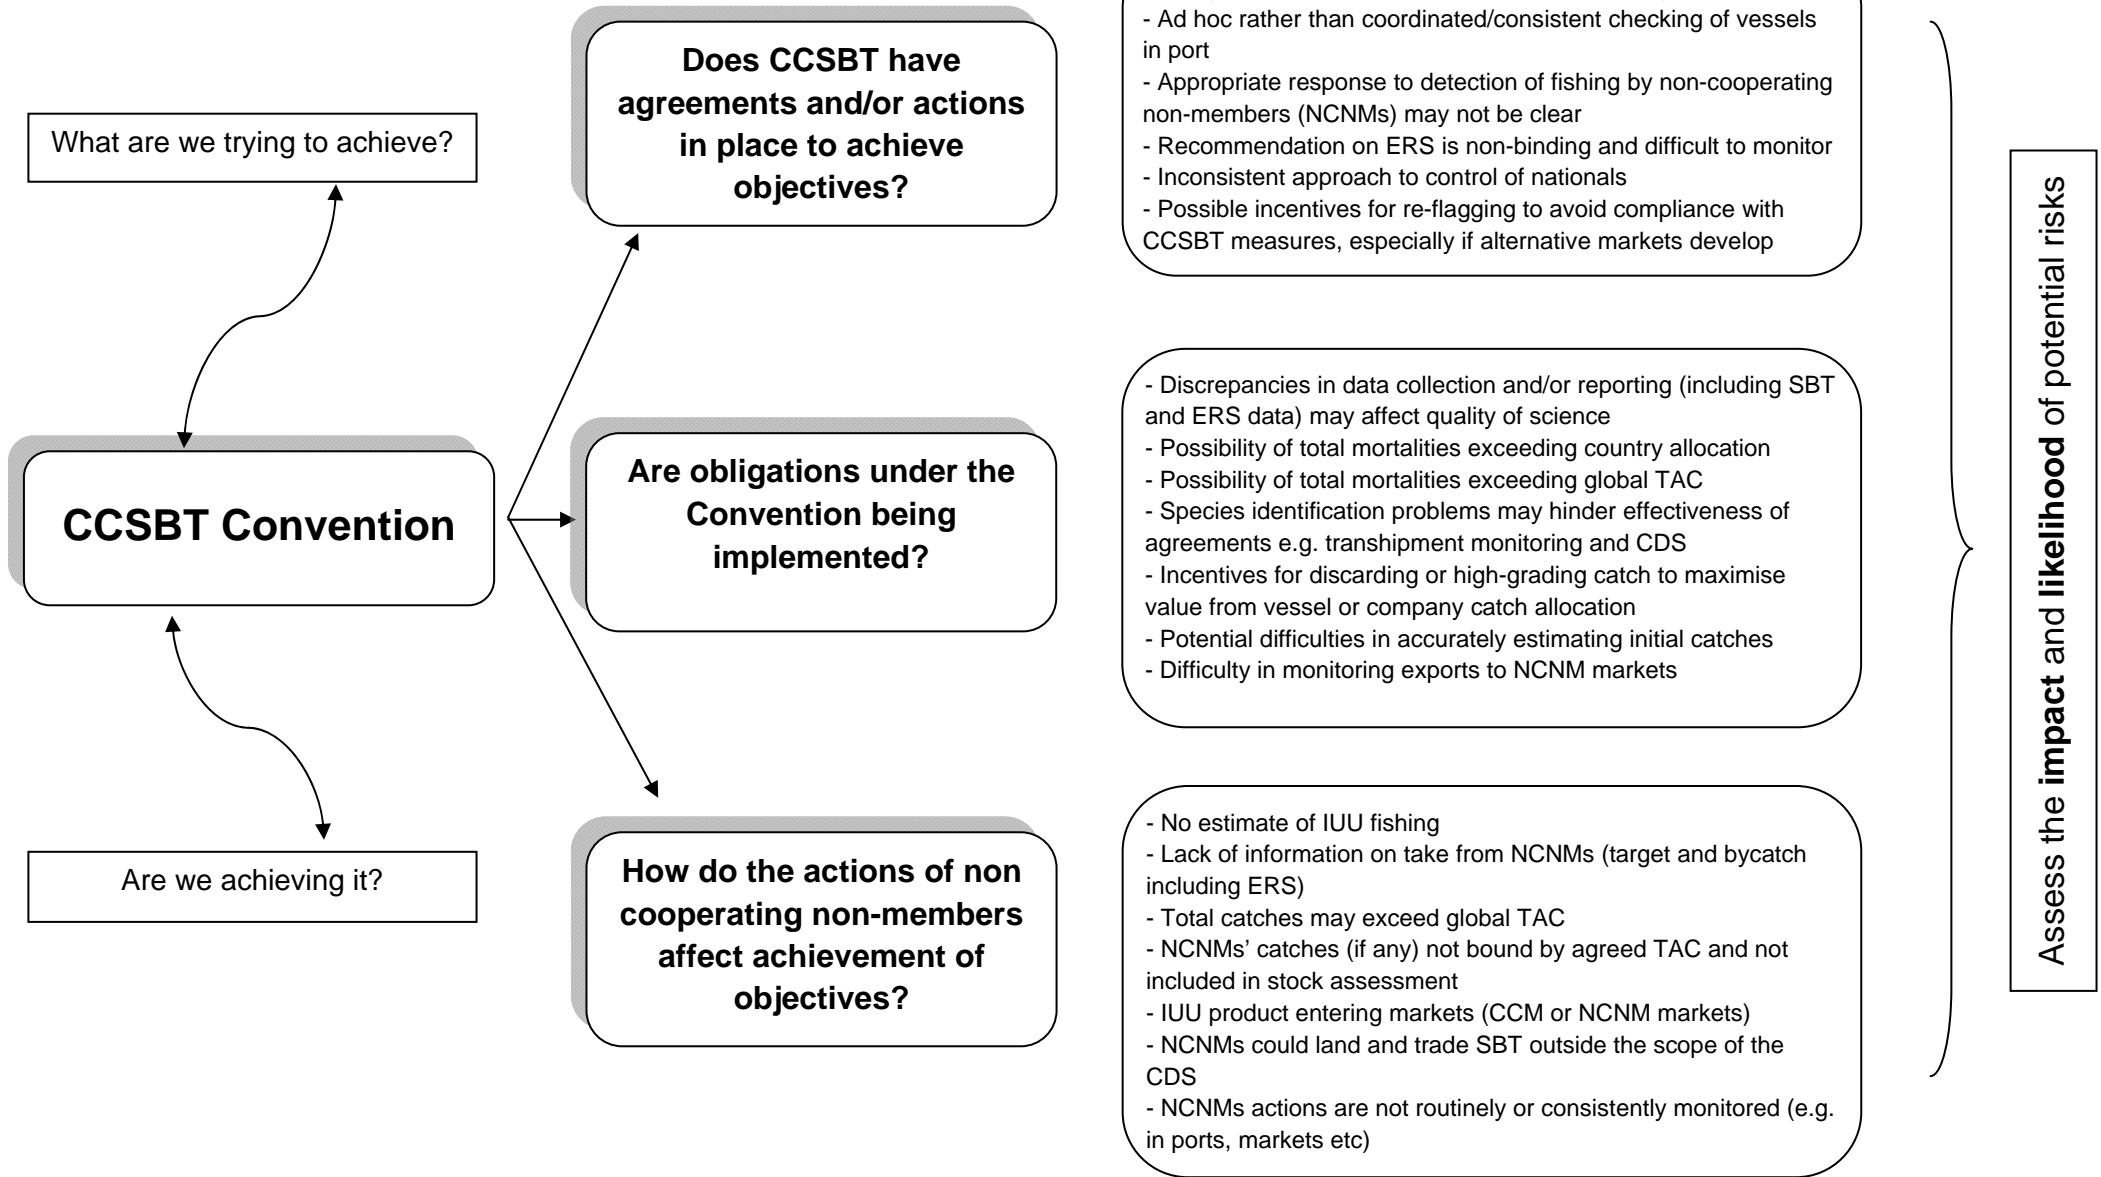 What are we trying to achieve?
CCSBT Convention
Are we achieving it?
Does CCSBT have
agreements and/or actions
in place to achieve
objectives?
Are obligations under the
Convention being
implemented?
How do the actions of non
cooperating non-members
affect achievement of
objectives?
- Ad hoc rather than coordinated/consistent checking of vessels
in port
- Appropriate response to detection of fishing by non-cooperating
non-members (NCNMs) may not be clear
- Recommendation on ERS is non-binding and difficult to monitor
- Inconsistent approach to control of nationals
- Possible incentives for re-flagging to avoid compliance with
CCSBT measures, especially if alternative markets develop
- Discrepancies in data collection and/or reporting (including SBT
and ERS data) may affect quality of science
- Possibility of total mortalities exceeding country allocation
- Possibility of total mortalities exceeding global TAC
- Species identification problems may hinder effectiveness of
agreements e.g. transhipment monitoring and CDS
- Incentives for discarding or high-grading catch to maximise
value from vessel or company catch allocation
- Potential difficulties in accurately estimating initial catches
- Difficulty in monitoring exports to NCNM markets
- No estimate of IUU fishing
- Lack of information on take from NCNMs (target and bycatch
including ERS)
- Total catches may exceed global TAC
- NCNMs’ catches (if any) not bound by agreed TAC and not
included in stock assessment
- IUU product entering markets (CCM or NCNM markets)
- NCNMs could land and trade SBT outside the scope of the
CDS
- NCNMs actions are not routinely or consistently monitored (e.g.
in ports, markets etc)
Assess the impact and likelihood of potential risks